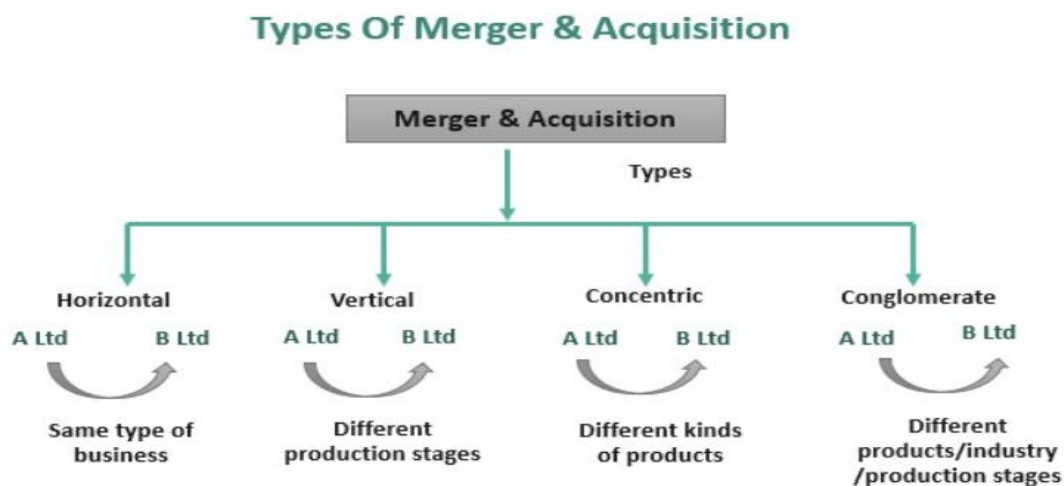 Types Of Merger & Acquisition
Merger & Acquisition
Types
Horizontal
A Ltd B Ltd
Same type of
business
Vertical
A Ltd B Ltd
Different
production stages
Concentric
A Ltd B Ltd
Different kinds
of products
Conglomerate
A Ltd B Ltd
Different
products/industry
/production stages